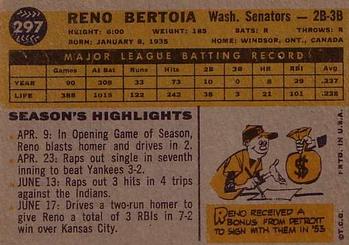 297
RENO BERTOIA Wash. Senators — 2B-3B
HEIGHT: 6:00 WEIGHT: 185 BATS: R THROWS: R
BORN: JANUARY 8, 1935 HOME: WINDSOR, ONT., CANADA
MAJOR LEAGUE BATTING RECORD
Games At Bat Runs Hits 2B 3B HR RBI Avg.
YEAR 90 308 33 73 10 0 8 29 .237
LIFE 388 1015 122 242 38 3 21 101 .238
SEASON'S HIGHLIGHTS
APR. 9: In Opening Game of Season,
Reno blasts homer and drives in 2.
APR. 23: Raps out single in seventh
inning to beat Yankees 3-2.
JUNE 13: Raps 3 hits in 4 trips
against the Indians.
JUNE 17: Drives a two-run homer to
give Reno a total of 3 RBIs in 7-2
win over Kansas City.
$
RENO RECEIVED A
BONUS FROM DETROIT
TO SIGN WITH THEM IN '53
©T.C.G. PRTD. IN U.S.A.